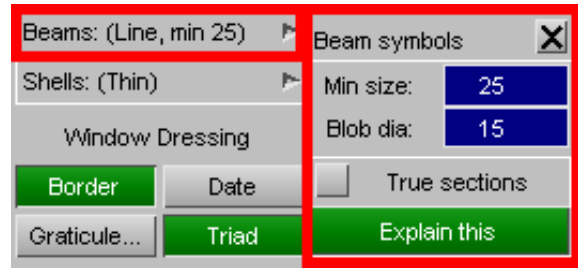 Beams: (Line, min 25)
Shells: (Thin)
Window Dressing
Border
Date
Graticule...
Triad
Beam symbols
X
Min size:
25
Blob dia:
15
True sections
Explain this